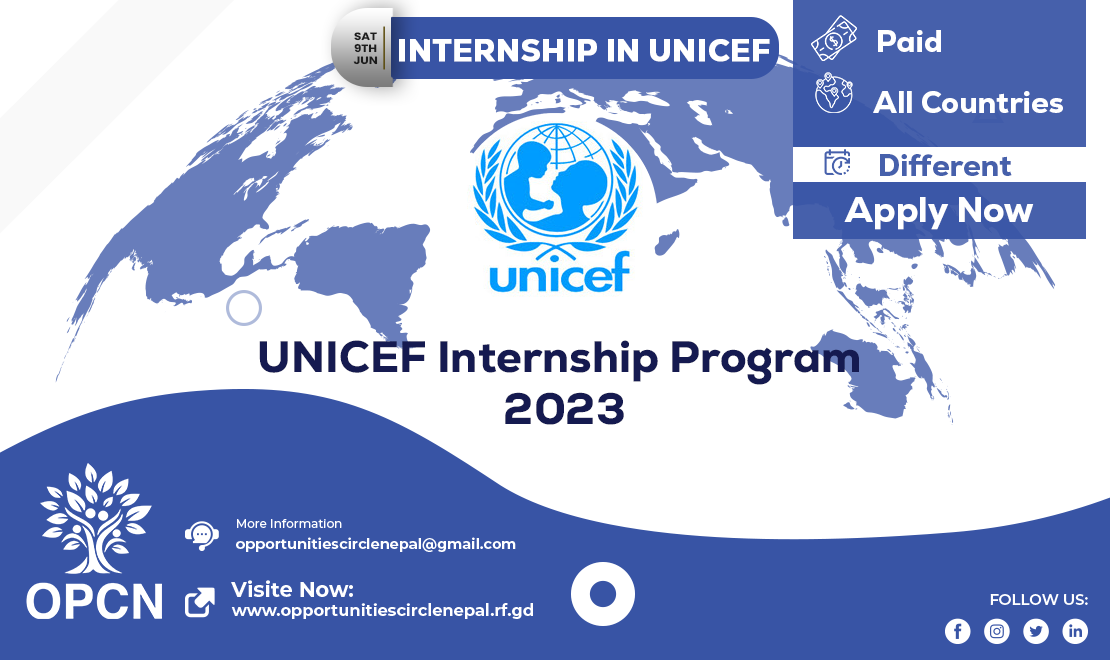 SAT
9TH
JUN
INTERNSHIP IN UNICEF
Paid
All Countries
Different
Apply Now
unicef
UNICEF Internship Program
2023
OPCN
More Information
opportunitiescirclenepal@gmail.com
Visite Now:
www.opportunitiescirclenepal.rf.gd
FOLLOW US: